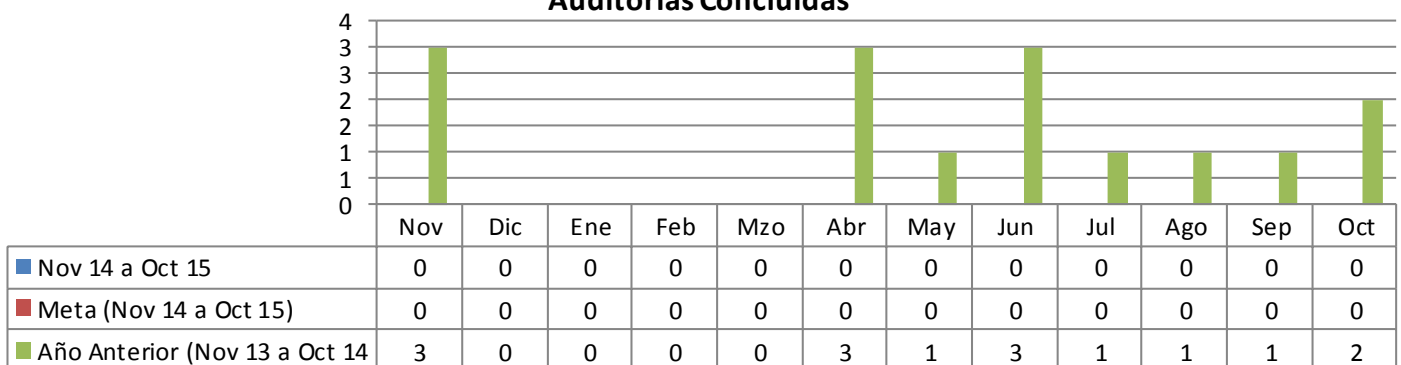 Auditorías Concluidas
4
3
3
2
2
1
1
0
Nov Dic Ene Feb Mzo Abr May Jun Jul Ago Sep Oct
Nov 14 a Oct 15 0 0 0 0 0 0 0 0 0 0 0 0
Meta (Nov 14 a Oct 15) 0 0 0 0 0 0 0 0 0 0 0 0
Año Anterior (Nov 13 a Oct 14 3 0 0 0 0 3 1 3 1 1 1 2